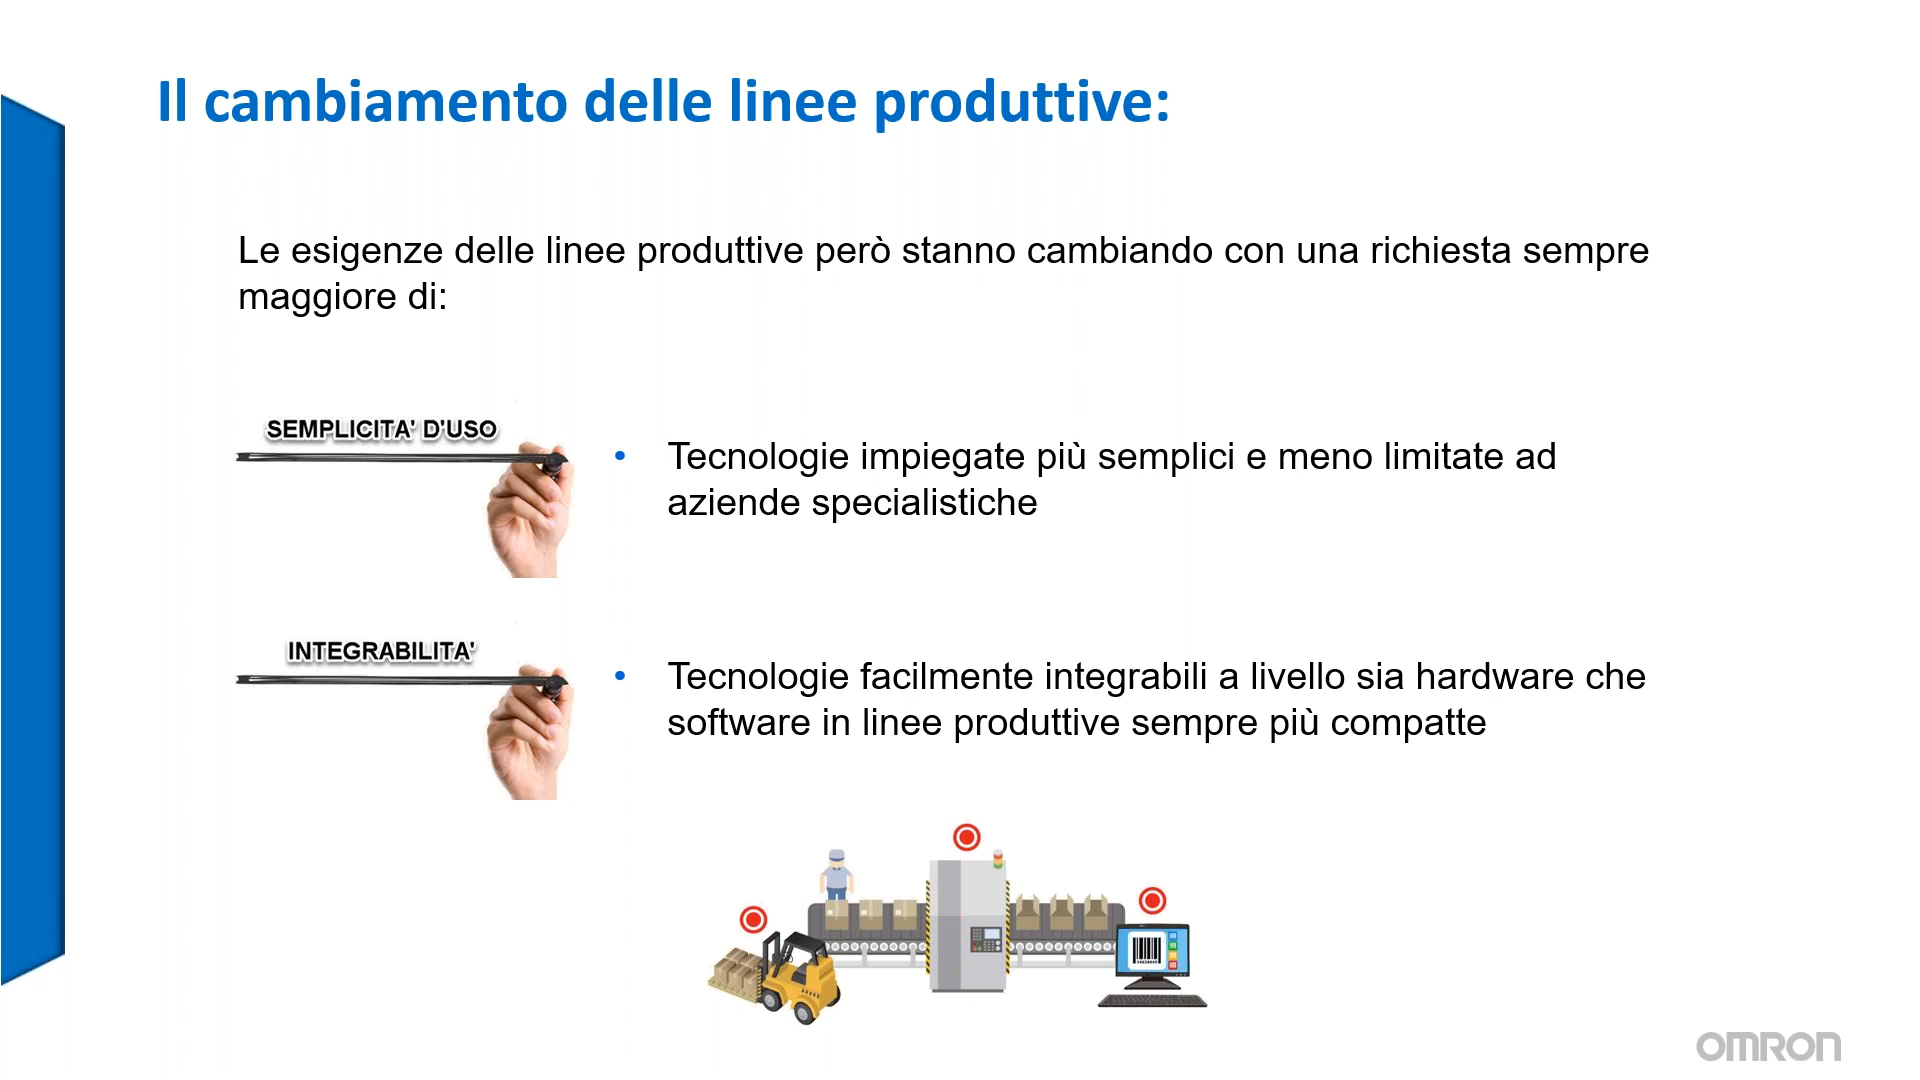 Il cambiamento delle linee produttive:
Le esigenze delle linee produttive però stanno cambiando con una richiesta sempre
maggiore di:
SEMPLICITA' D'USO
• Tecnologie impiegate più semplici e meno limitate ad
aziende specialistiche
INTEGRABILITA'
• Tecnologie facilmente integrabili a livello sia hardware che
software in linee produttive sempre più compatte
OMRON